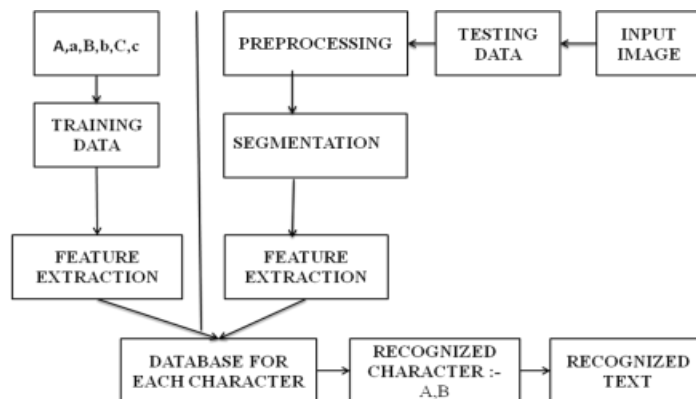 A,a,B,b,C,c
TRAINING
DATA
FEATURE
EXTRACTION
INPUT
IMAGE
TESTING
DATA
PREPROCESSING
SEGMENTATION
FEATURE
EXTRACTION
DATABASE FOR
EACH CHARACTER
RECOGNIZED
CHARACTER :-
A,B
RECOGNIZED
TEXT